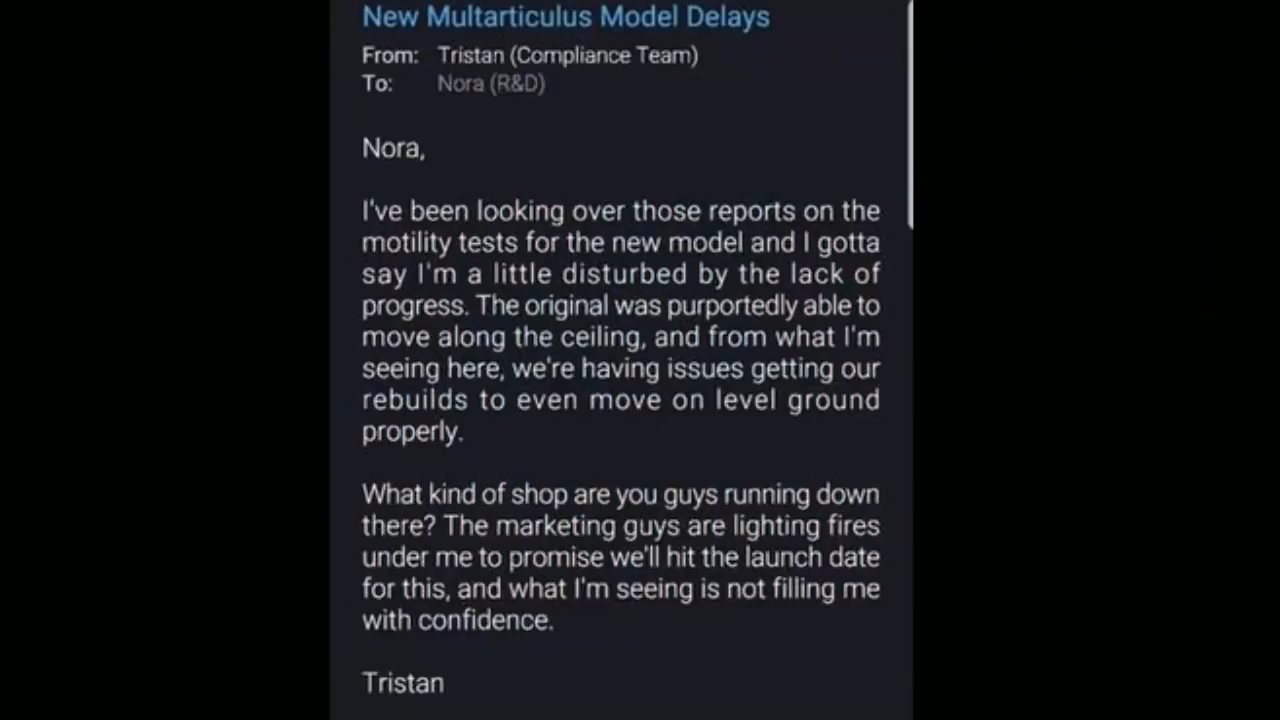 New Multarticulus Model Delays
From: Tristan (Compliance Team)
To: Nora (R&D)
Nora,
I've been looking over those reports on the
motility tests for the new model and I gotta
say I'm a little disturbed by the lack of
progress. The original was purportedly able to
move along the ceiling, and from what I'm
seeing here, we're having issues getting our
rebuilds to even move on level ground
properly.
What kind of shop are you guys running down
there? The marketing guys are lighting fires
under me to promise we'll hit the launch date
for this, and what I'm seeing is not filling me
with confidence.
Tristan